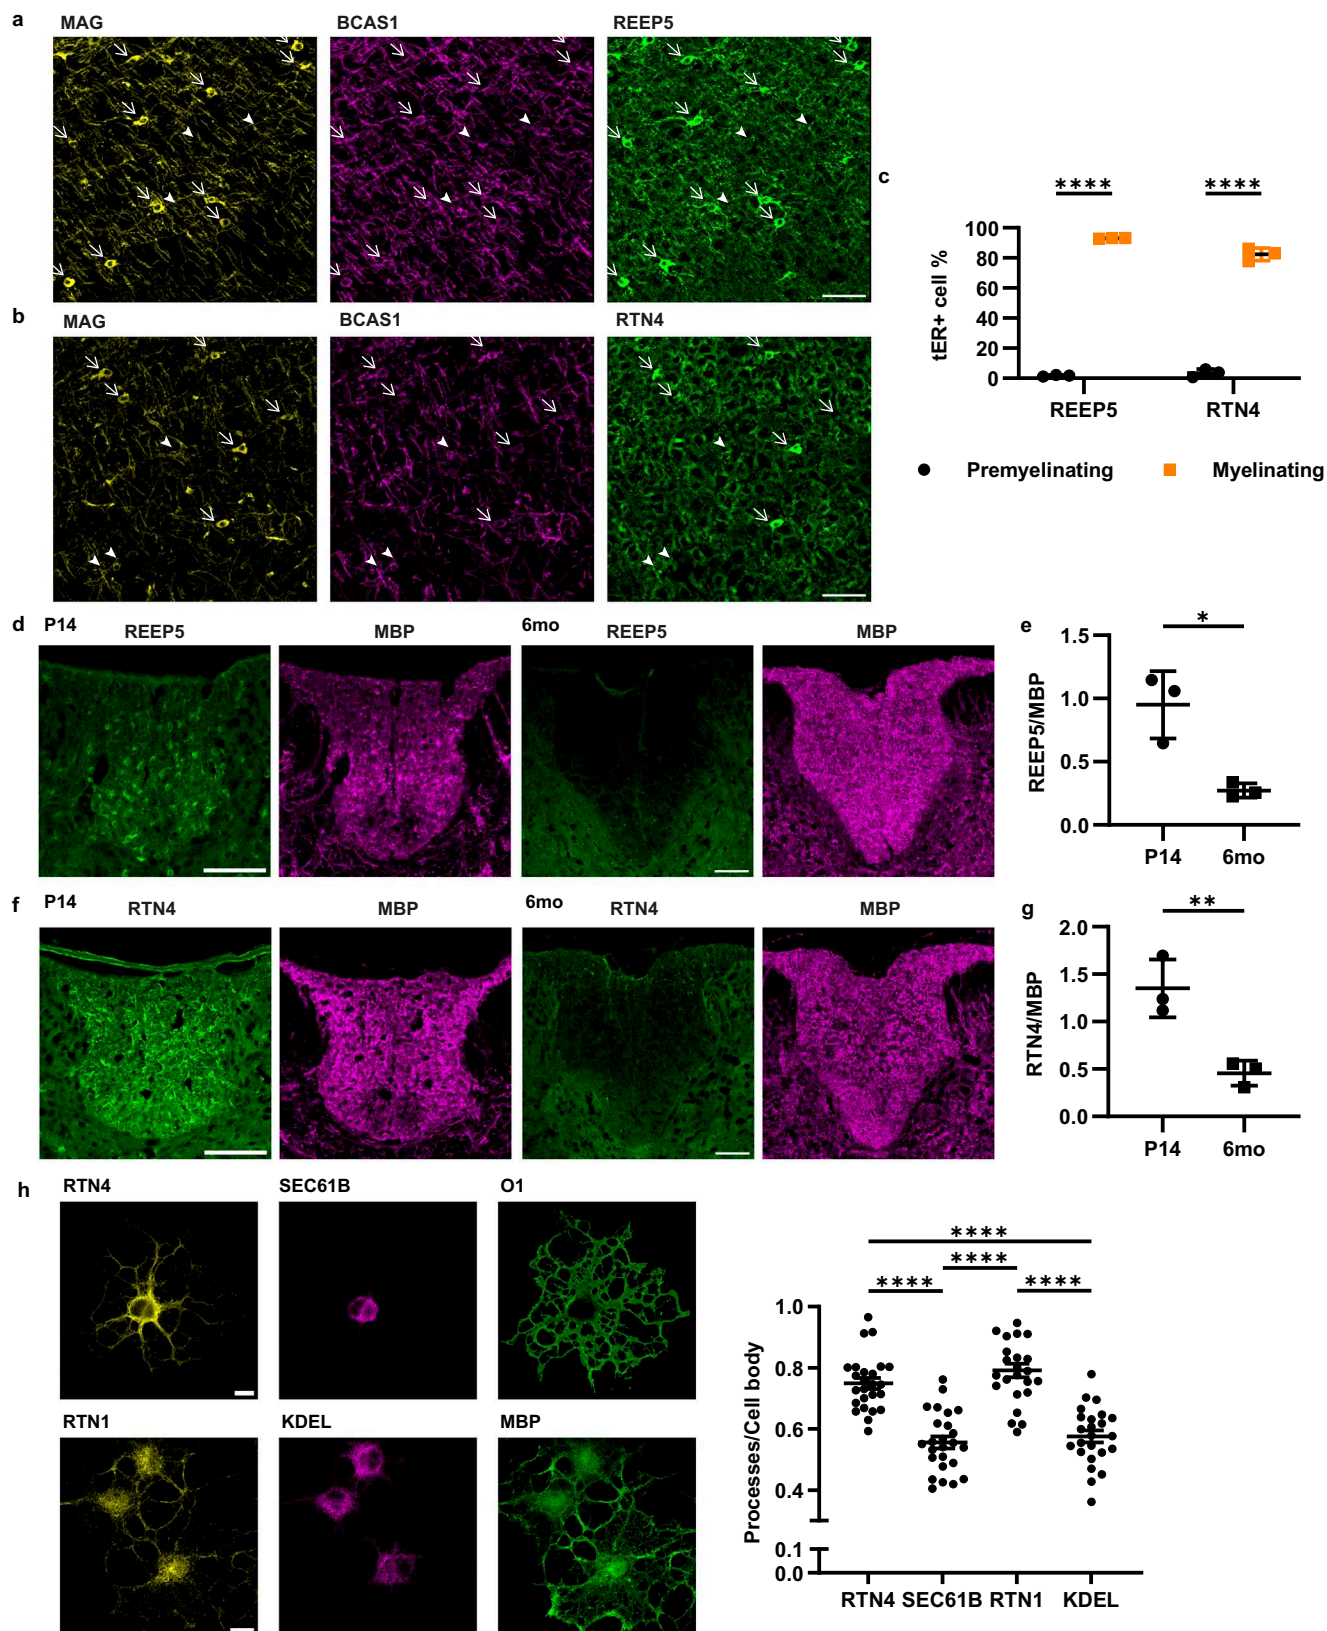 a
MAG BCAS1 REEP5
b
MAG BCAS1 RTN4
c
**** ****
tER+ cell %
100
80
60
40
20
0
REEP5 RTN4
Premyelinating Myelinating
d P14 REEP5 MBP 6mo REEP5 MBP
e
*
REEP5/MBP
1.5
1.0
0.5
0.0
P14 6mo
f P14 RTN4 MBP 6mo RTN4 MBP
g
**
RTN4/MBP
2.0
1.5
1.0
0.5
0.0
P14 6mo
h
RTN4 SEC61B O1
RTN1 KDEL MBP
****
****
**** ****
Processes/Cell body
1.0
0.8
0.6
0.4
0.1
0.0
RTN4 SEC61B RTN1 KDEL